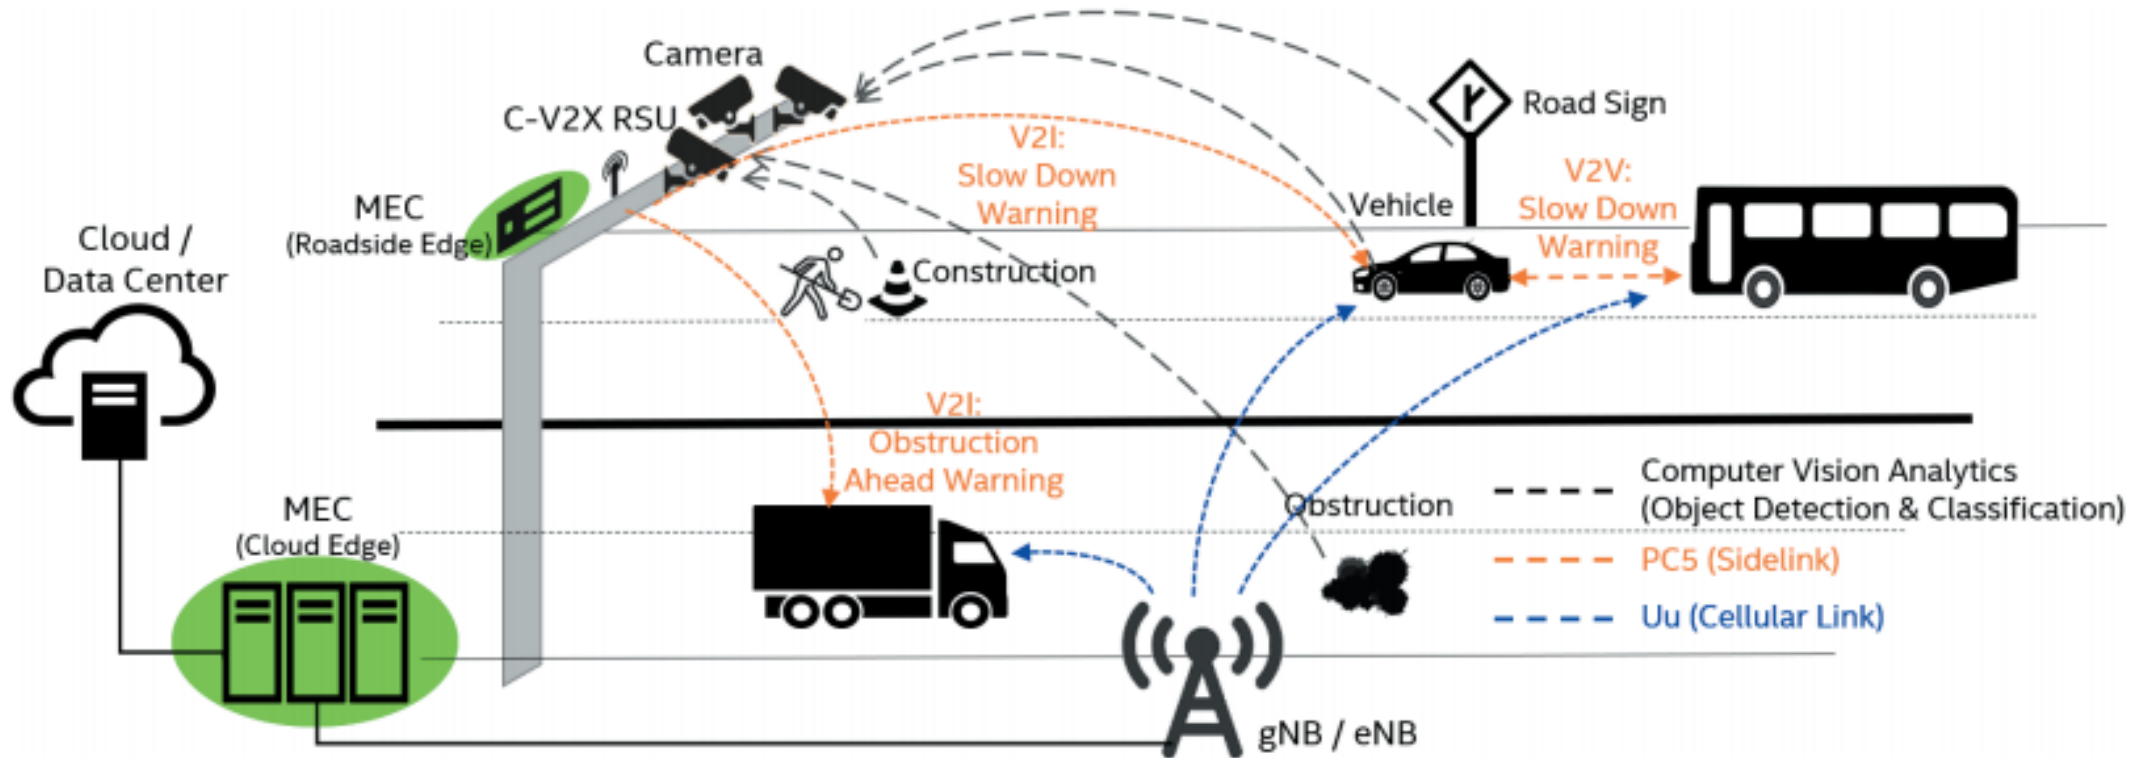 Camera
C-V2X RSU
MEC
(Roadside Edge)
Cloud /
Data Center
V2I:
Slow Down
Warning
Road Sign
Vehicle
V2V:
Slow Down
Warning
Construction
V2I:
Obstruction
Ahead Warning
Obstruction
MEC
(Cloud Edge)
gNB / eNB
Computer Vision Analytics
(Object Detection & Classification)
PC5 (Sidelink)
Uu (Cellular Link)